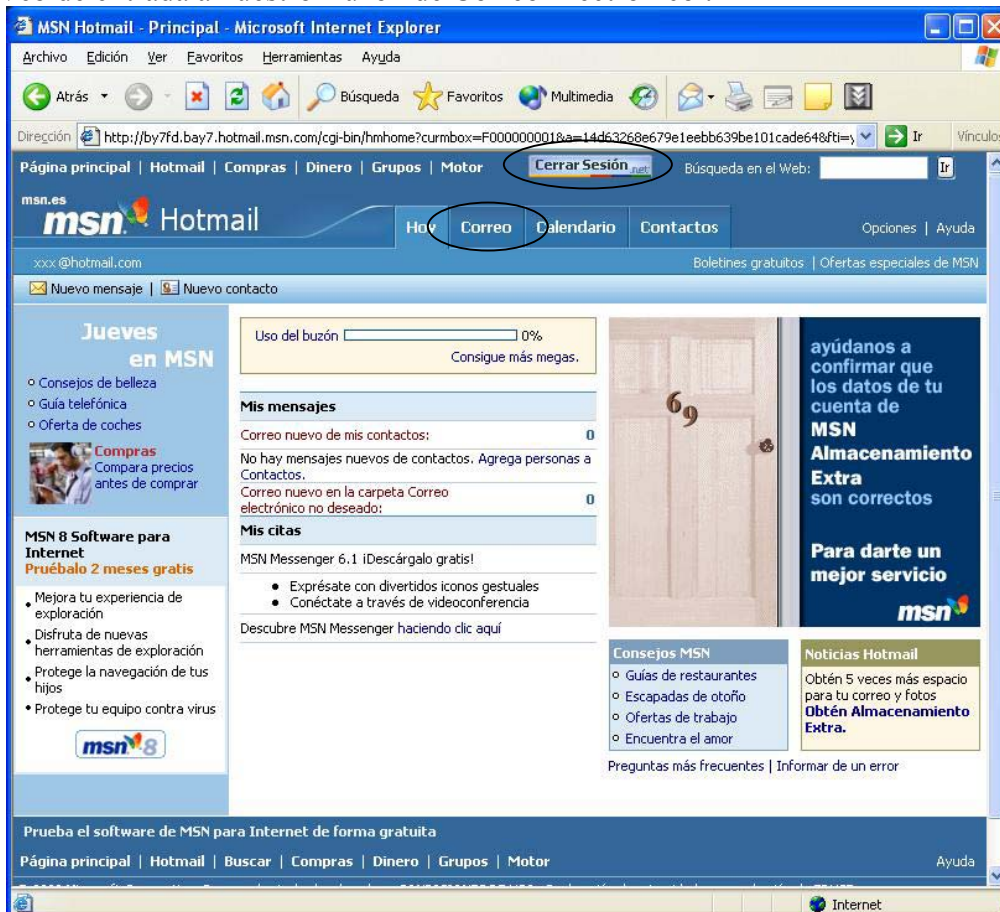 MSN Hotmail - Principal - Microsoft Internet Explorer
Archivo Edición Ver Favoritos Herramientas Ayuda
Atrás Búsqueda Favoritos Multimedia
Dirección http://by7fd.bay7.hotmail.msn.com/cgi-bin/hmhome?curmbox=F000000001&a=14d63268e679e1eebb639be101cade64&fti=y Ir Vínculos
Página principal | Hotmail | Compras | Dinero | Grupos | Motor Cerrar Sesión .net Búsqueda en el Web: Ir
msn.es
msn Hotmail Hoy Correo Calendario Contactos Opciones | Ayuda
xxx @hotmail.com Boletines gratuitos | Ofertas especiales de MSN
Nuevo mensaje | Nuevo contacto
Jueves
en MSN
Consejos de belleza
Guía telefónica
Oferta de coches
Compras
Compara precios
antes de comprar
MSN 8 Software para
Internet
Pruébalo 2 meses gratis
Mejora tu experiencia de
exploración
Disfruta de nuevas
herramientas de exploración
Protege la navegación de tus
hijos
Protege tu equipo contra virus
msn 8
Uso del buzón 0%
Consigue más megas.
Mis mensajes
Correo nuevo de mis contactos: 0
No hay mensajes nuevos de contactos. Agrega personas a
Contactos.
Correo nuevo en la carpeta Correo
electrónico no deseado: 0
Mis citas
MSN Messenger 6.1 ¡Descárgalo gratis!
Exprésate con divertidos iconos gestuales
Conéctate a través de videoconferencia
Descubre MSN Messenger haciendo clic aquí
69
ayúdanos a
confirmar que
los datos de tu
cuenta de
MSN
Almacenamiento
Extra
son correctos
Para darte un
mejor servicio
msn
Consejos MSN
Guías de restaurantes
Escapadas de otoño
Ofertas de trabajo
Encuentra el amor
Noticias Hotmail
Obtén 5 veces más espacio
para tu correo y fotos
Obtén Almacenamiento
Extra.
Preguntas más frecuentes | Informar de un error
Prueba el software de MSN para Internet de forma gratuita
Página principal | Hotmail | Buscar | Compras | Dinero | Grupos | Motor Ayuda
Internet